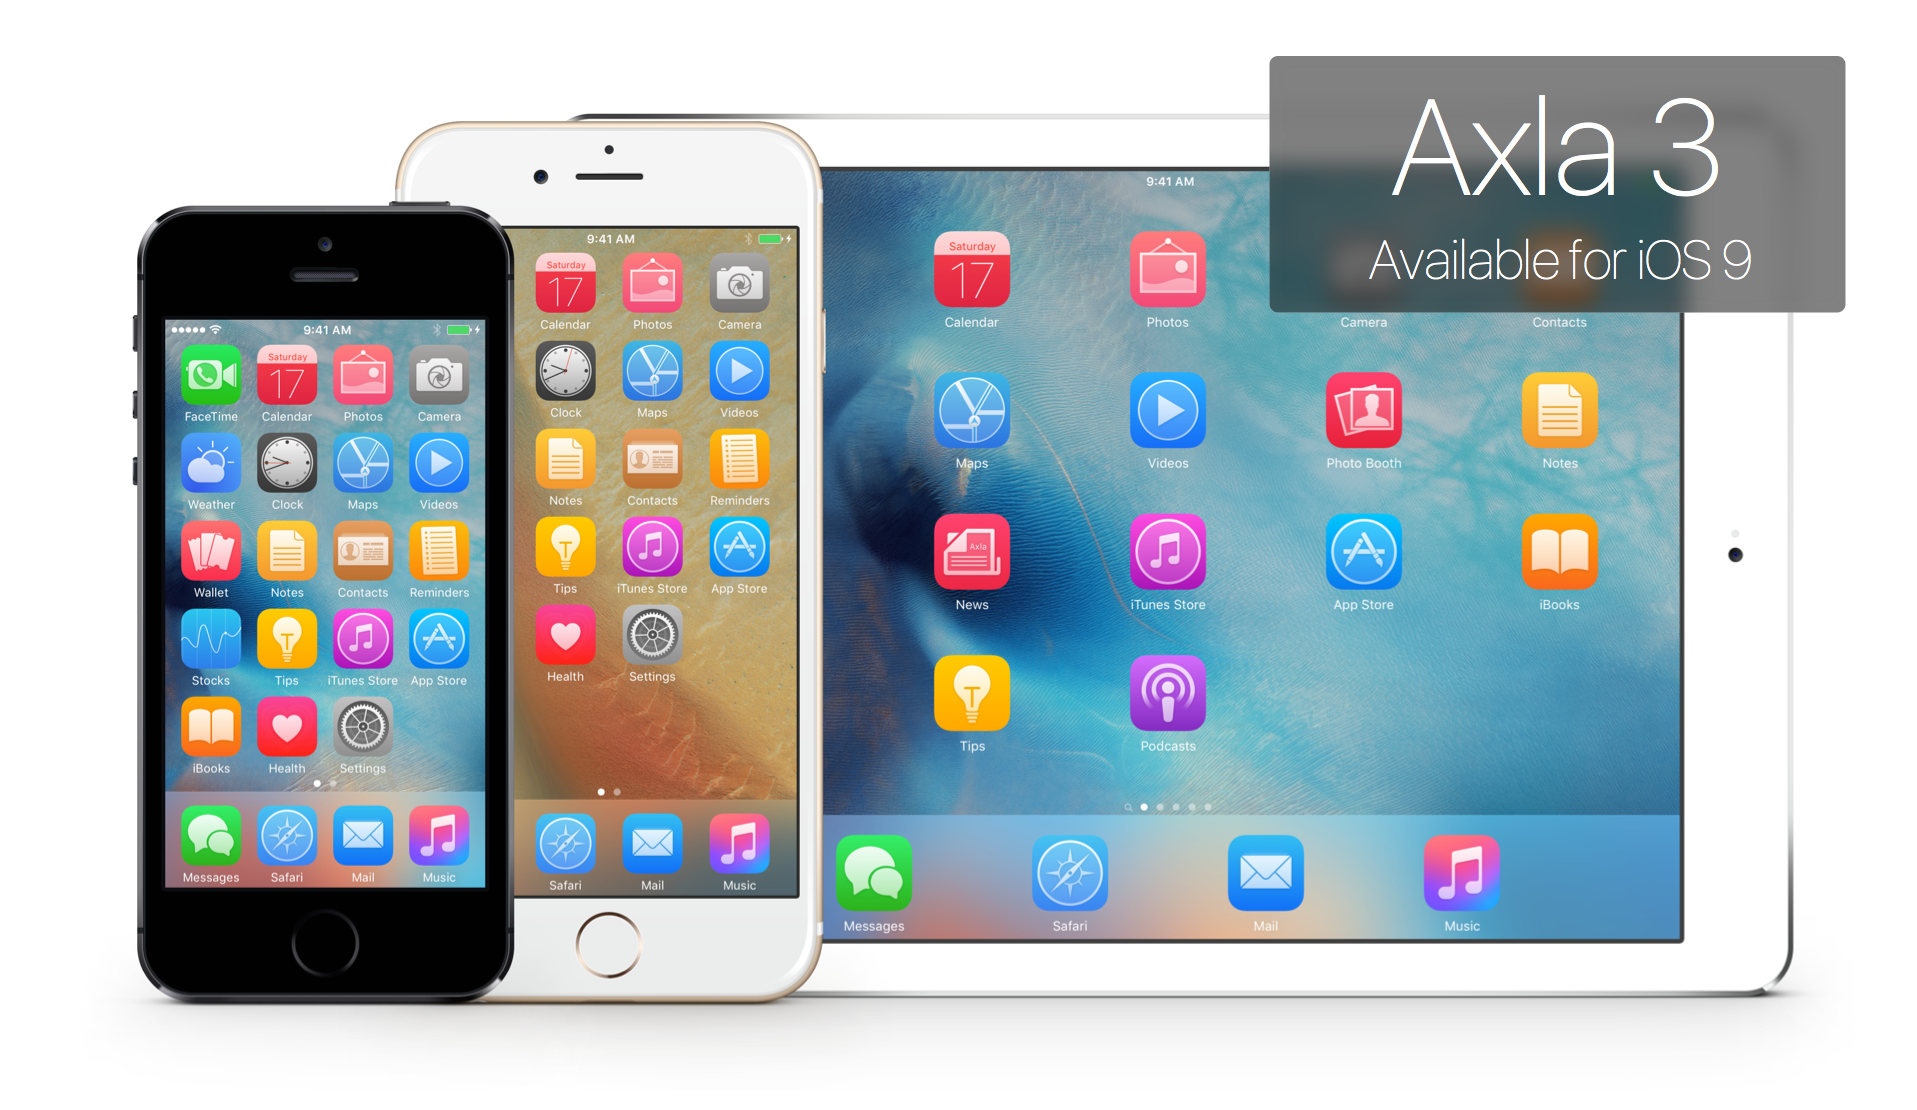 Axla 3
Available for iOS 9
9:41 AM
Saturday
17
FaceTime Calendar Photos Camera
Weather Clock Maps Videos
Wallet Notes Contacts Reminders
Stocks T Tips iTunes Store App Store
iBooks Health Settings
Messages Safari Mail Music
9:41 AM
Saturday
17
Calendar Photos Camera
Clock Maps Videos
Notes Contacts Reminders
T
Tips iTunes Store App Store
Health Settings
Safari Mail Music
9:41 AM
Saturday
17
Calendar Photos Camera Contacts
Maps Videos Photo Booth Notes
Axla
News iTunes Store App Store iBooks
T
Tips Podcasts
Messages Safari Mail Music